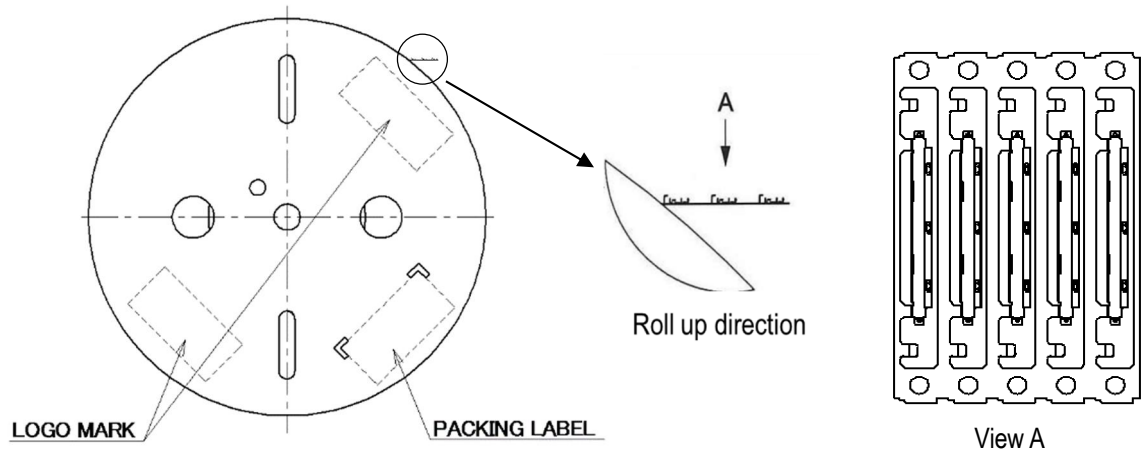 A
Roll up direction
LOGO MARK
PACKING LABEL
View A